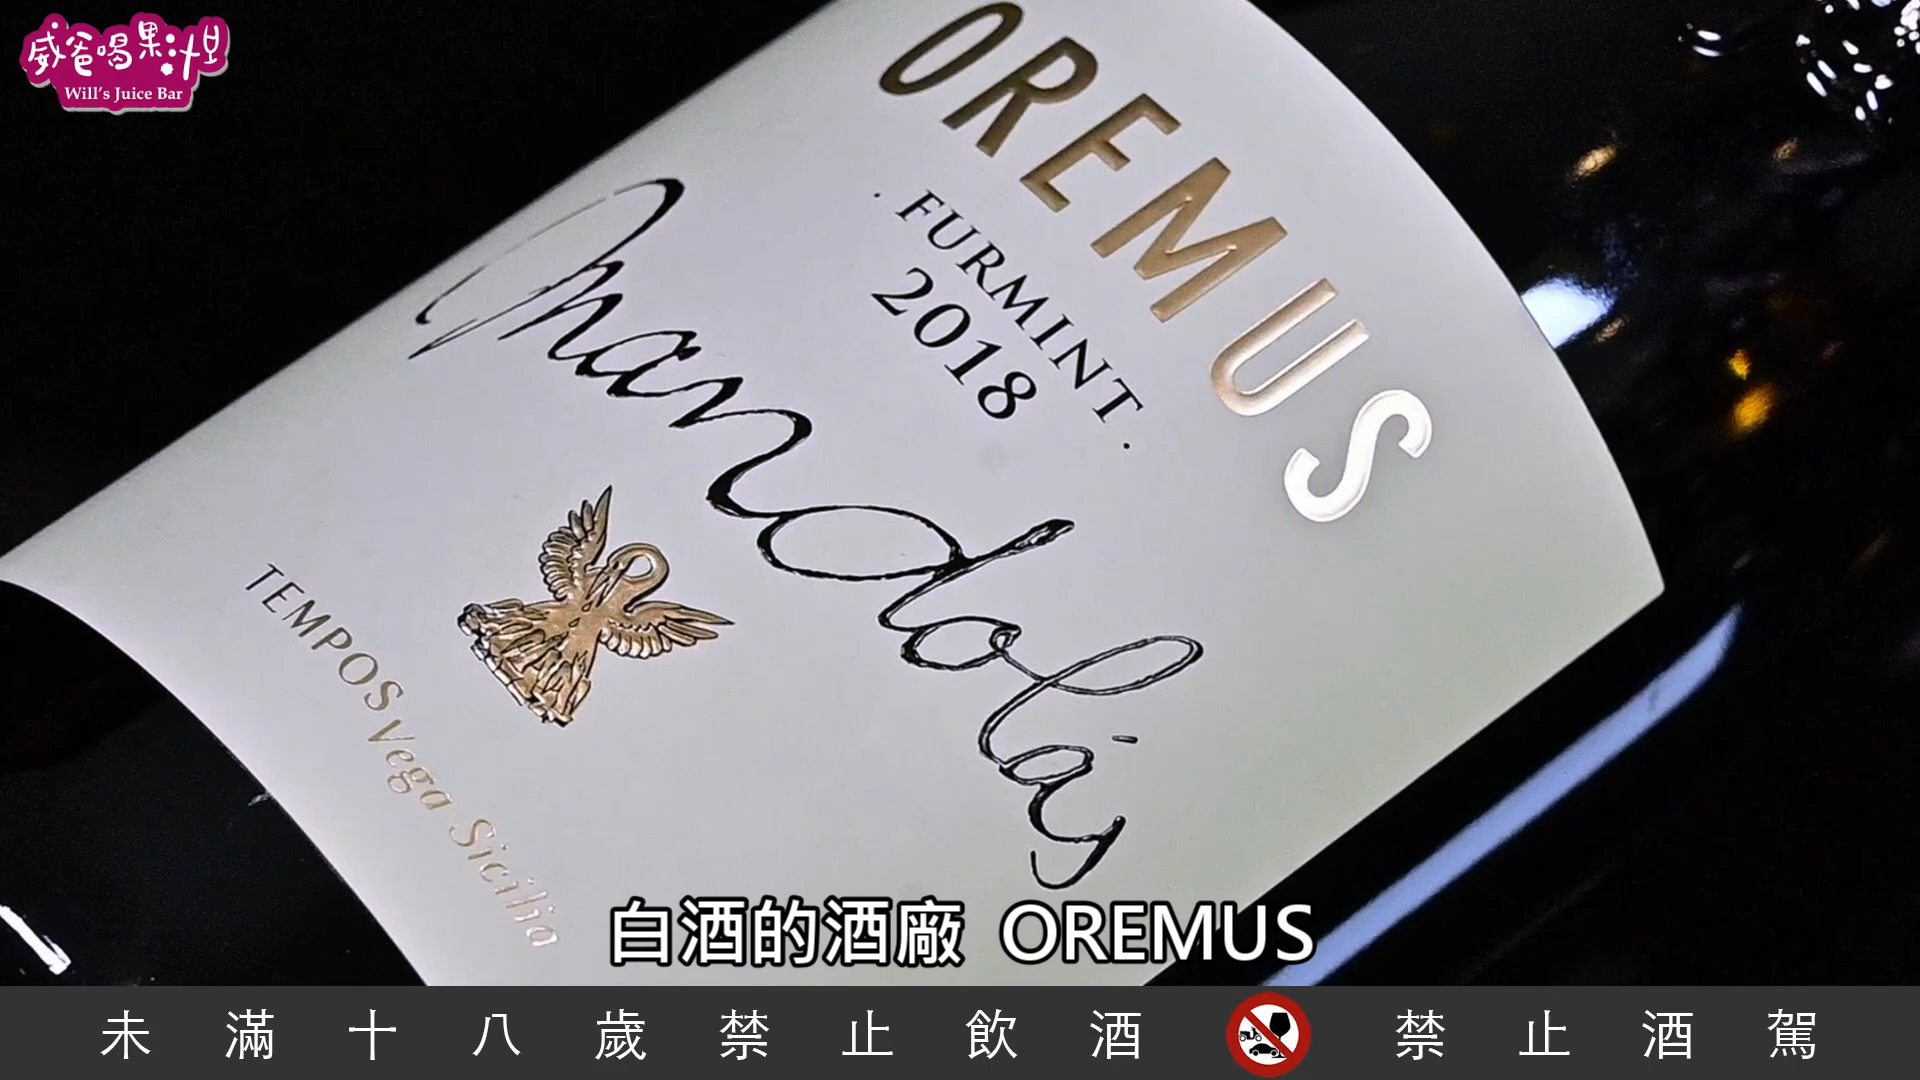 威爸喝果汁
Will's Juice Bar
OREMUS
· FURMINT ·
2018
Mandolás
TEMPOS Vega Sicilia
白酒的酒廠 OREMUS
未滿十八歲禁止飲酒 禁止酒駕